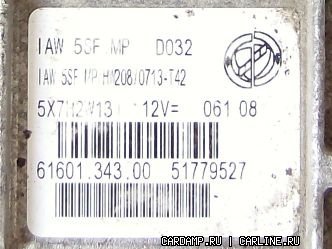 IAW 5SF.MP D032
IAW 5SF MP HW208/0713-T42
12V= 061 08
61601.343.00 51779527
CARDAMP.RU / CARLINE.RU